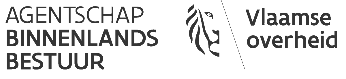 AGENTSCHAP
BINNENLANDS
BESTUUR
Vlaamse
overheid